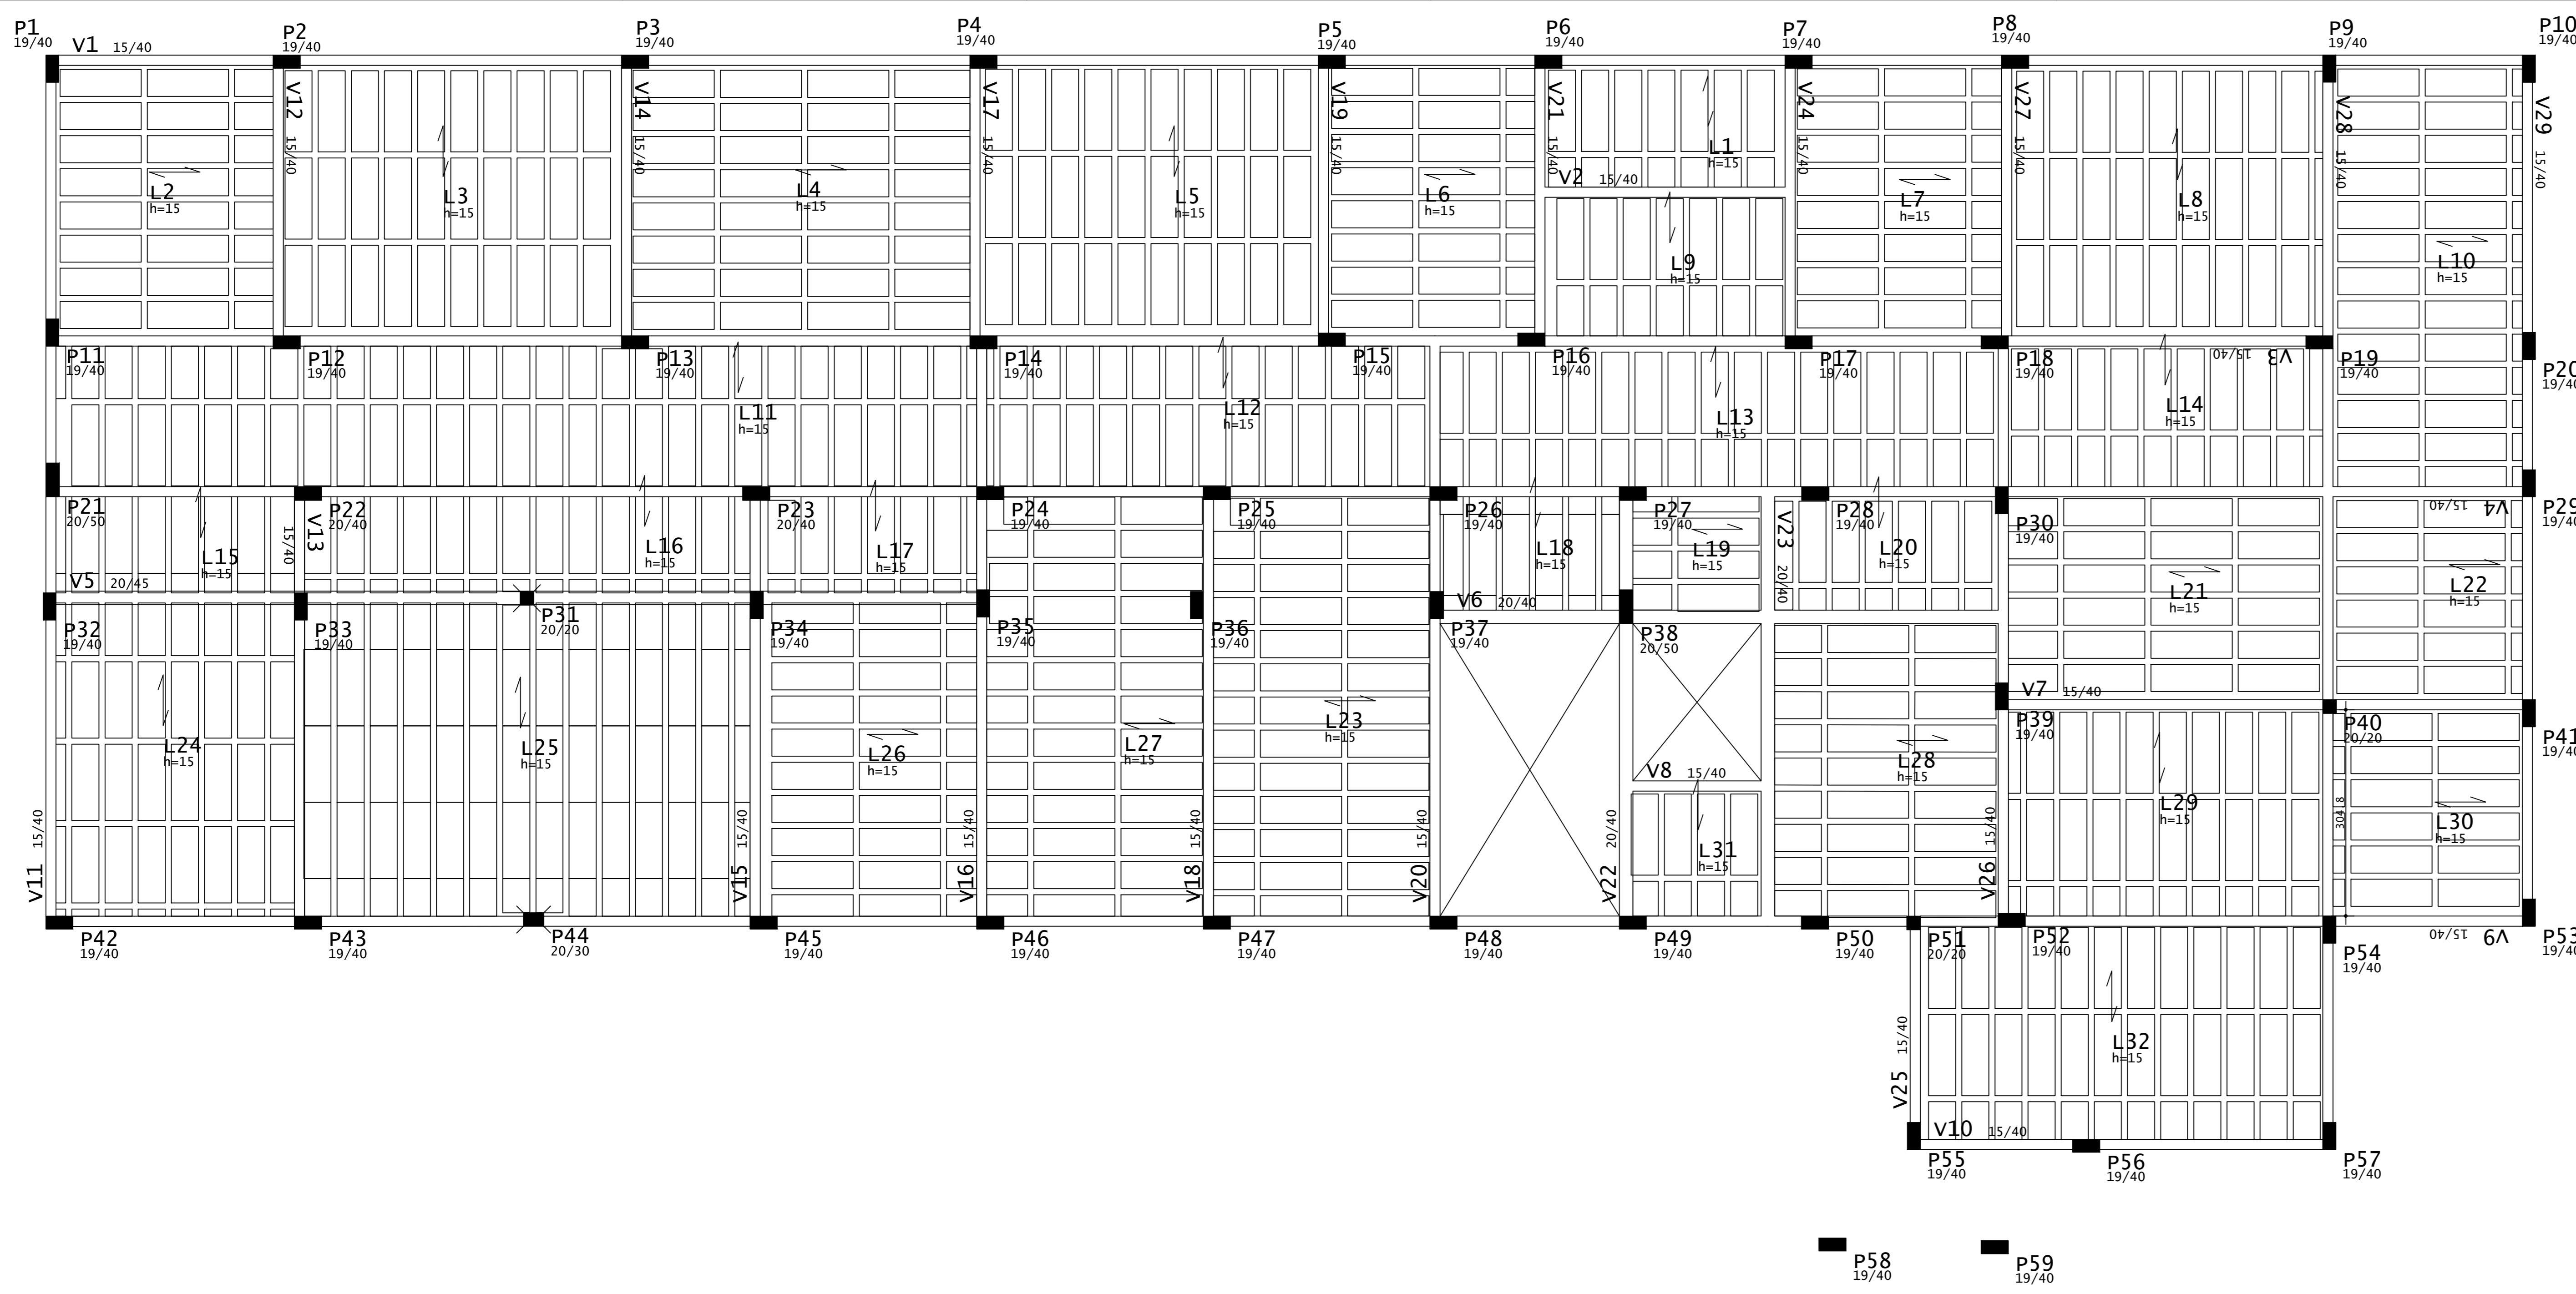 P1
19/40
V1 15/40
P2
19/40
P3
19/40
P4
19/40
P5
19/40
P6
19/40
P7
19/40
P8
19/40
P9
19/40
P10
19/40
V12 15/40
V14 15/40
V17 15/40
V19 15/40
V21 15/40
V24 15/40
V27 15/40
V28 15/40
V29 15/40
L2
h=15
L3
h=15
L4
h=15
L5
h=15
L6
h=15
L1
h=15
V2 15/40
L9
h=15
L7
h=15
L8
h=15
L10
h=15
P11
19/40
P12
19/40
P13
19/40
P14
19/40
P15
19/40
P16
19/40
P17
19/40
P18
19/40
V3 15/40
P19
19/40
P20
19/40
L11
h=15
L12
h=15
L13
h=15
L14
h=15
P21
20/50
V13 15/40
P22
20/40
P23
20/40
P24
19/40
P25
19/40
P26
19/40
P27
19/40
V23 20/40
P28
19/40
P30
19/40
V4 15/40
P29
19/40
L15
h=15
L16
h=15
L17
h=15
L18
h=15
L19
h=15
L20
h=15
L21
h=15
L22
h=15
V5 20/45
V6 20/40
P31
20/20
P32
19/40
P33
19/40
P34
19/40
P35
19/40
P36
19/40
P37
19/40
P38
20/50
V7 15/40
P39
19/40
P40
20/20
P41
19/40
L24
h=15
L25
h=15
L26
h=15
L27
h=15
L23
h=15
V8 15/40
L28
h=15
L29
h=15
304.8
L30
h=15
L31
h=15
V11 15/40
V15 15/40
V16 15/40
V18 15/40
V20 15/40
V22 20/40
V26 15/40
P42
19/40
P43
19/40
P44
20/30
P45
19/40
P46
19/40
P47
19/40
P48
19/40
P49
19/40
P50
19/40
P51
20/20
P52
19/40
P54
19/40
V9 15/40
P53
19/40
L32
h=15
V25 15/40
V10 15/40
P55
19/40
P56
19/40
P57
19/40
P58
19/40
P59
19/40